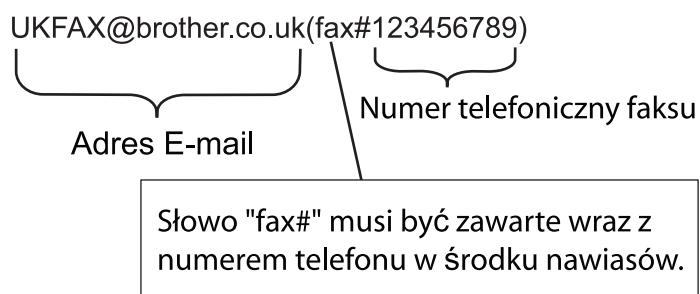 UKFAX@brother.co.uk(fax#123456789)
Numer telefoniczny faksu
Adres E-mail
Słowo "fax#" musi być zawarte wraz z
numerem telefonu w środku nawiasów.